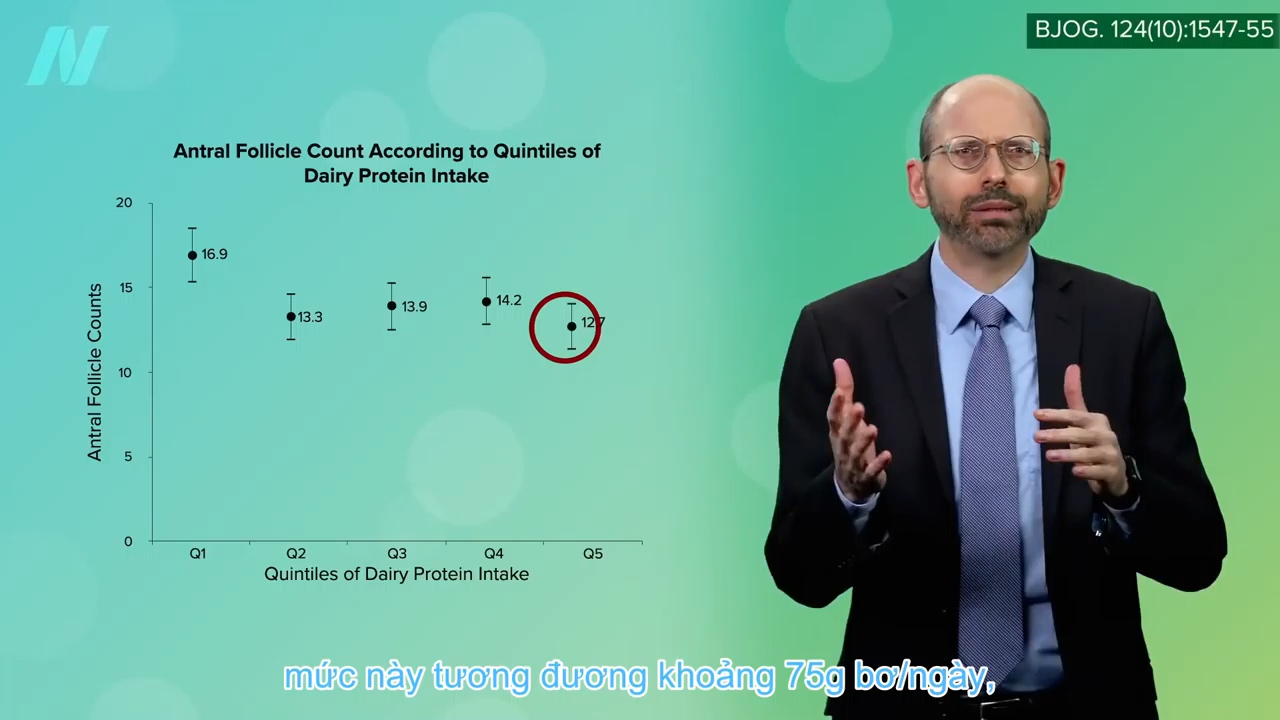 BJOG. 124(10):1547-55
N
Antral Follicle Count According to Quintiles of
Dairy Protein Intake
Antral Follicle Counts
20
15
10
5
0
16.9
13.3
13.9
14.2
12.7
Q1 Q2 Q3 Q4 Q5
Quintiles of Dairy Protein Intake
mức này tương đương khoảng 75g bơ/ngày,